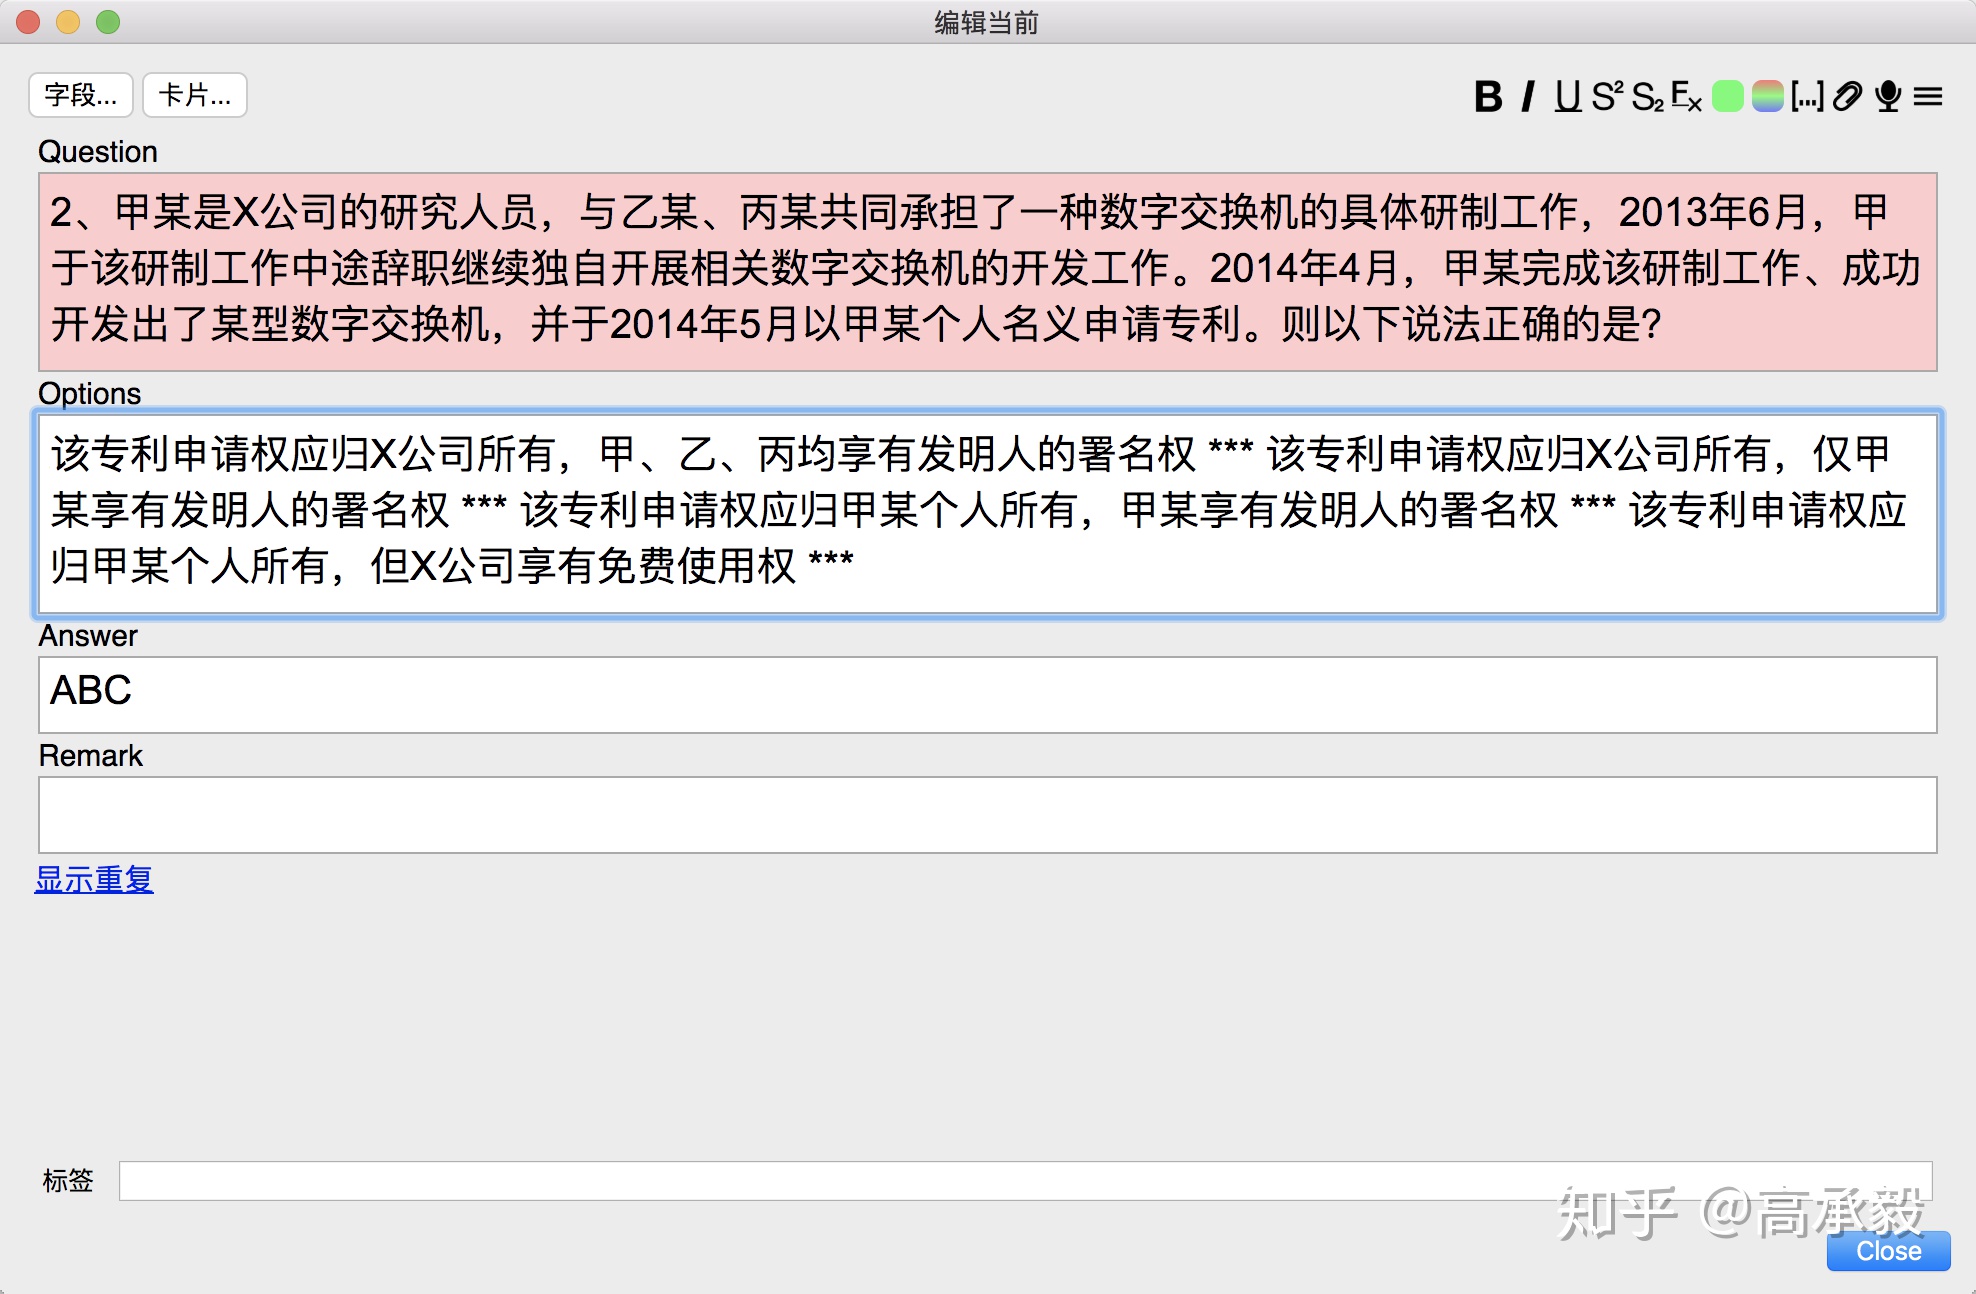 编辑当前
字段...
卡片...
B I U S² S₂ Fx [...]
Question
2、甲某是X公司的研究人员，与乙某、丙某共同承担了一种数字交换机的具体研制工作，2013年6月，甲
于该研制工作中途辞职继续独自开展相关数字交换机的开发工作。2014年4月，甲某完成该研制工作、成功
开发出了某型数字交换机，并于2014年5月以甲某个人名义申请专利。则以下说法正确的是?
Options
该专利申请权应归X公司所有，甲、乙、丙均享有发明人的署名权 *** 该专利申请权应归X公司所有，仅甲
某享有发明人的署名权 *** 该专利申请权应归甲某个人所有，甲某享有发明人的署名权 *** 该专利申请权应
归甲某个人所有，但X公司享有免费使用权 ***
Answer
ABC
Remark
显示重复
标签
知乎 @高承毅
Close